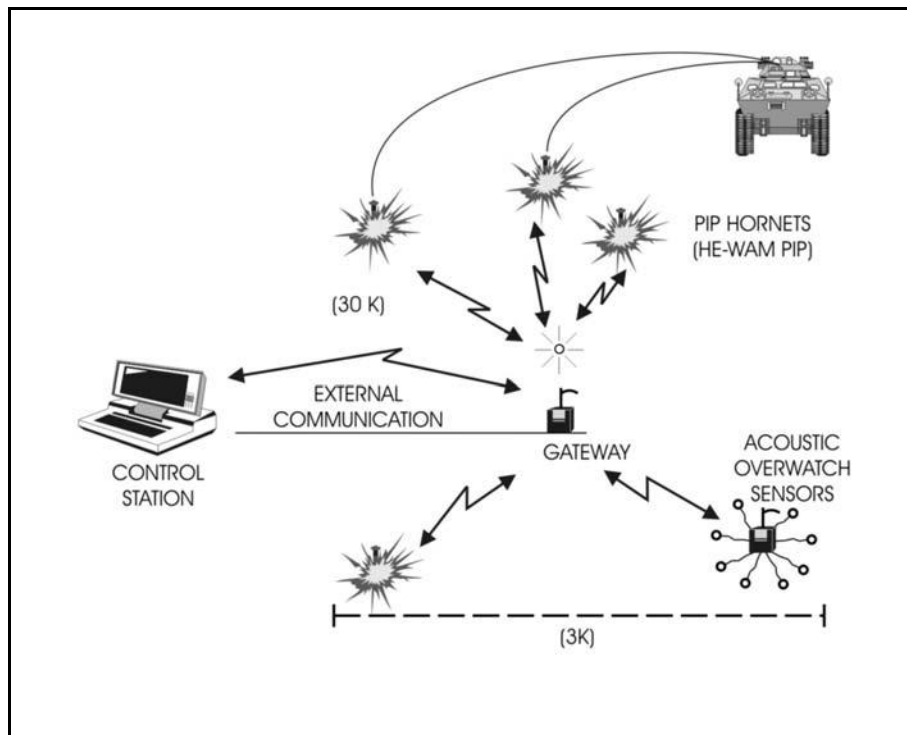 PIP HORNETS
(HE-WAM PIP)
(30 K)
EXTERNAL
COMMUNICATION
GATEWAY
CONTROL
STATION
ACOUSTIC
OVERWATCH
SENSORS
(3K)